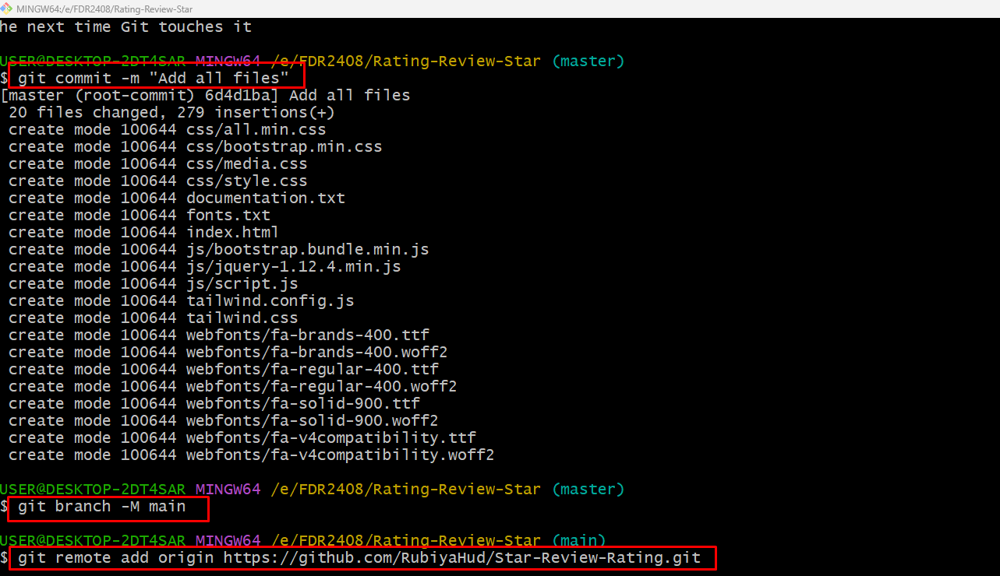 MINGW64:/e/FDR2408/Rating-Review-Star
he next time Git touches it
USER@DESKTOP-2DT4SAR MINGW64 /e/FDR2408/Rating-Review-Star (master)
$ git commit -m "Add all files"
[master (root-commit) 6d4d1ba] Add all files
 20 files changed, 279 insertions(+)
 create mode 100644 css/all.min.css
 create mode 100644 css/bootstrap.min.css
 create mode 100644 css/media.css
 create mode 100644 css/style.css
 create mode 100644 documentation.txt
 create mode 100644 fonts.txt
 create mode 100644 index.html
 create mode 100644 js/bootstrap.bundle.min.js
 create mode 100644 js/jquery-1.12.4.min.js
 create mode 100644 js/script.js
 create mode 100644 tailwind.config.js
 create mode 100644 tailwind.css
 create mode 100644 webfonts/fa-brands-400.ttf
 create mode 100644 webfonts/fa-brands-400.woff2
 create mode 100644 webfonts/fa-regular-400.ttf
 create mode 100644 webfonts/fa-regular-400.woff2
 create mode 100644 webfonts/fa-solid-900.ttf
 create mode 100644 webfonts/fa-solid-900.woff2
 create mode 100644 webfonts/fa-v4compatibility.ttf
 create mode 100644 webfonts/fa-v4compatibility.woff2
USER@DESKTOP-2DT4SAR MINGW64 /e/FDR2408/Rating-Review-Star (master)
$ git branch -M main
USER@DESKTOP-2DT4SAR MINGW64 /e/FDR2408/Rating-Review-Star (main)
$ git remote add origin https://github.com/RubiyaHud/Star-Review-Rating.git